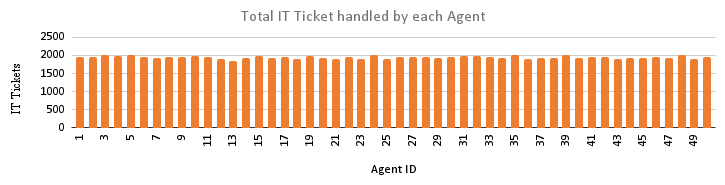 Total IT Ticket handled by each Agent
2500
2000
1500
1000
500
0
IT Tickets
1 3 5 7 9 11 13 15 17 19 21 23 25 27 29 31 33 35 37 39 41 43 45 47 49
Agent ID